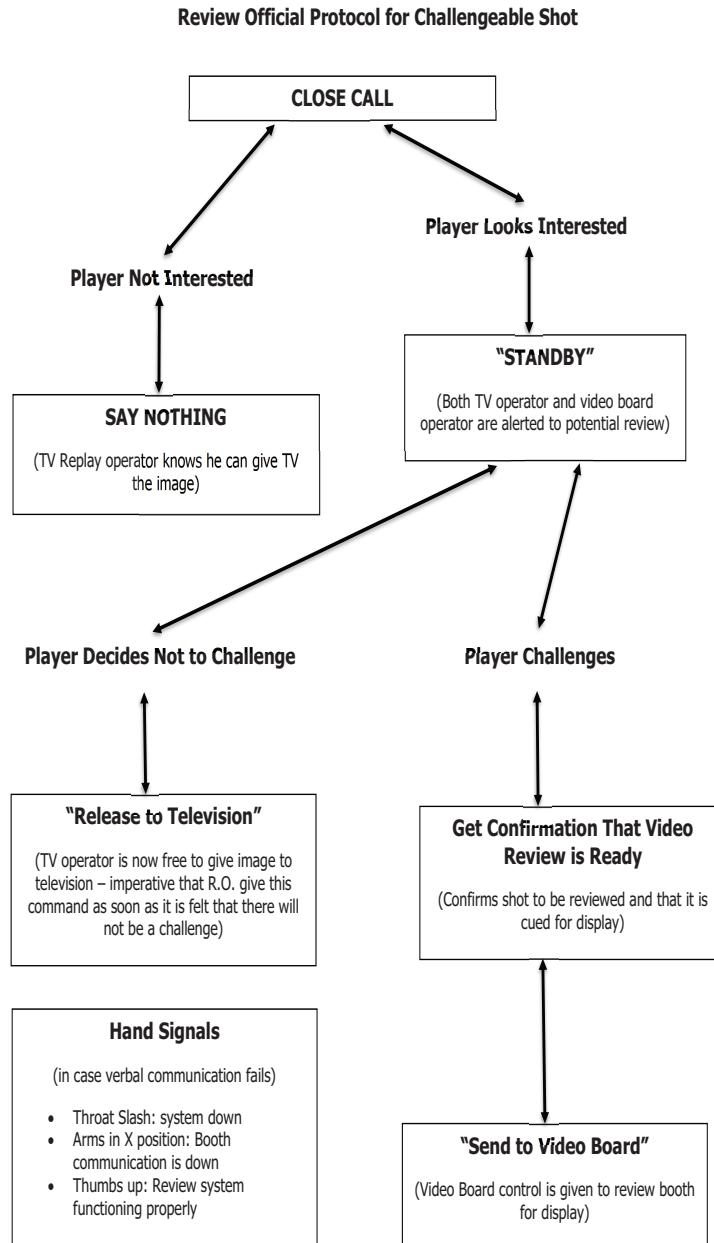 Review Official Protocol for Challengeable Shot
CLOSE CALL
Player Looks Interested
Player Not Interested
“STANDBY”
(Both TV operator and video board
operator are alerted to potential review)
SAY NOTHING
(TV Replay operator knows he can give TV
the image)
Player Decides Not to Challenge
Player Challenges
“Release to Television”
(TV operator is now free to give image to
television – imperative that R.O. give this
command as soon as it is felt that there will
not be a challenge)
Get Confirmation That Video
Review is Ready
(Confirms shot to be reviewed and that it is
cued for display)
Hand Signals
(in case verbal communication fails)
• Throat Slash: system down
• Arms in X position: Booth
communication is down
• Thumbs up: Review system
functioning properly
“Send to Video Board”
(Video Board control is given to review booth
for display)